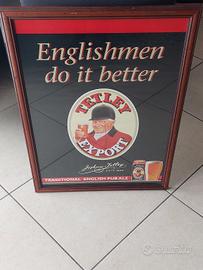 Englishmen
do it better
TETLEY
EXPORT
Joshua Tetley
TRADITIONAL ENGLISH PUB ALE